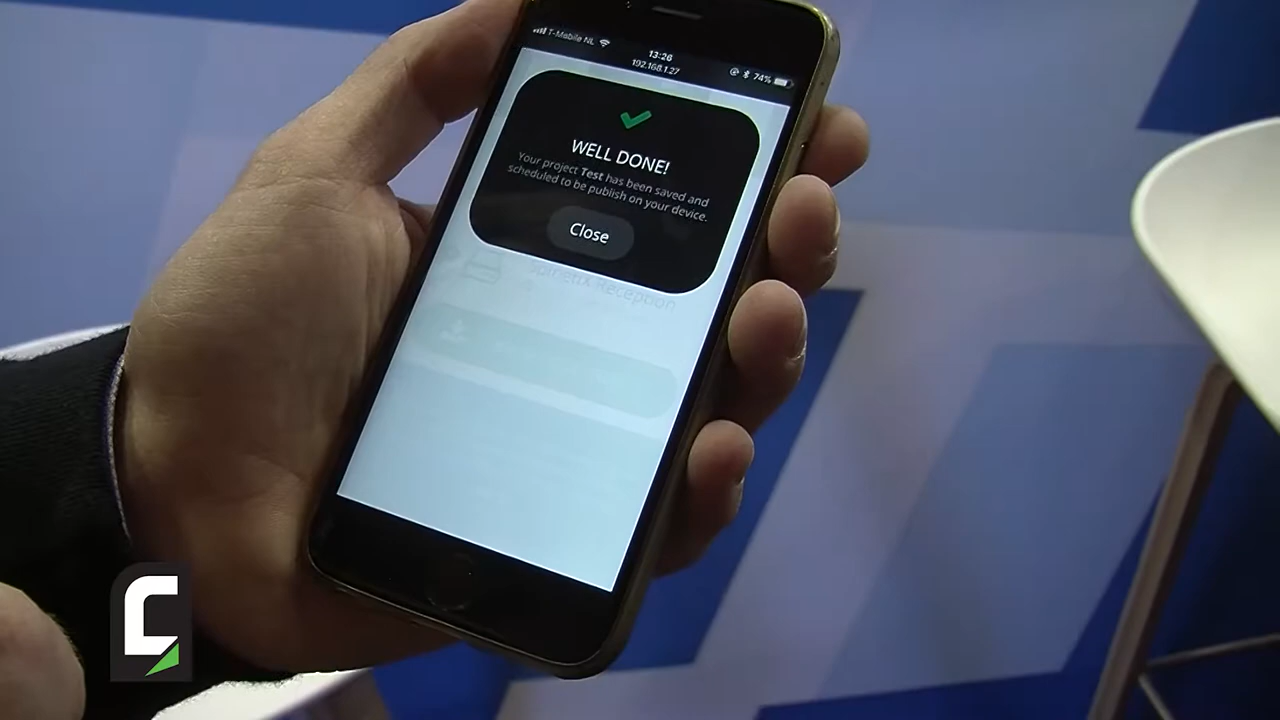 T-Mobile NL
13:26
74%
192.168.1.27
WELL DONE!
Your project Test has been saved and
scheduled to be publish on your device.
Close
Reception